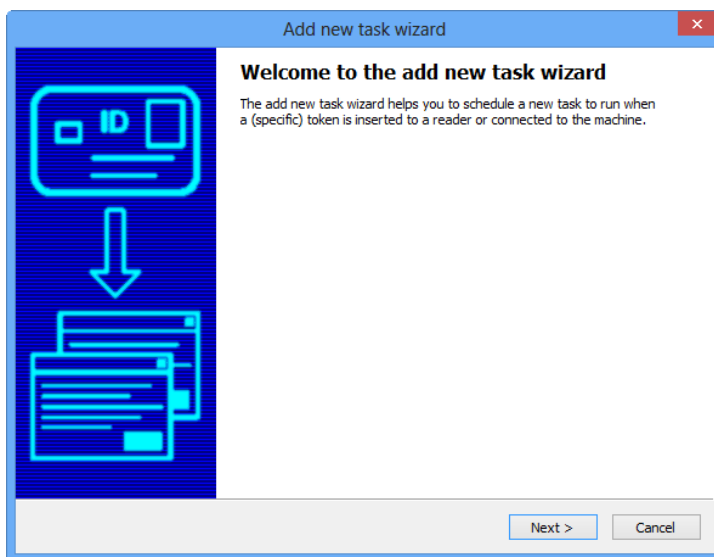 Add new task wizard
Welcome to the add new task wizard
The add new task wizard helps you to schedule a new task to run when
a (specific) token is inserted to a reader or connected to the machine.
ID
Next >
Cancel